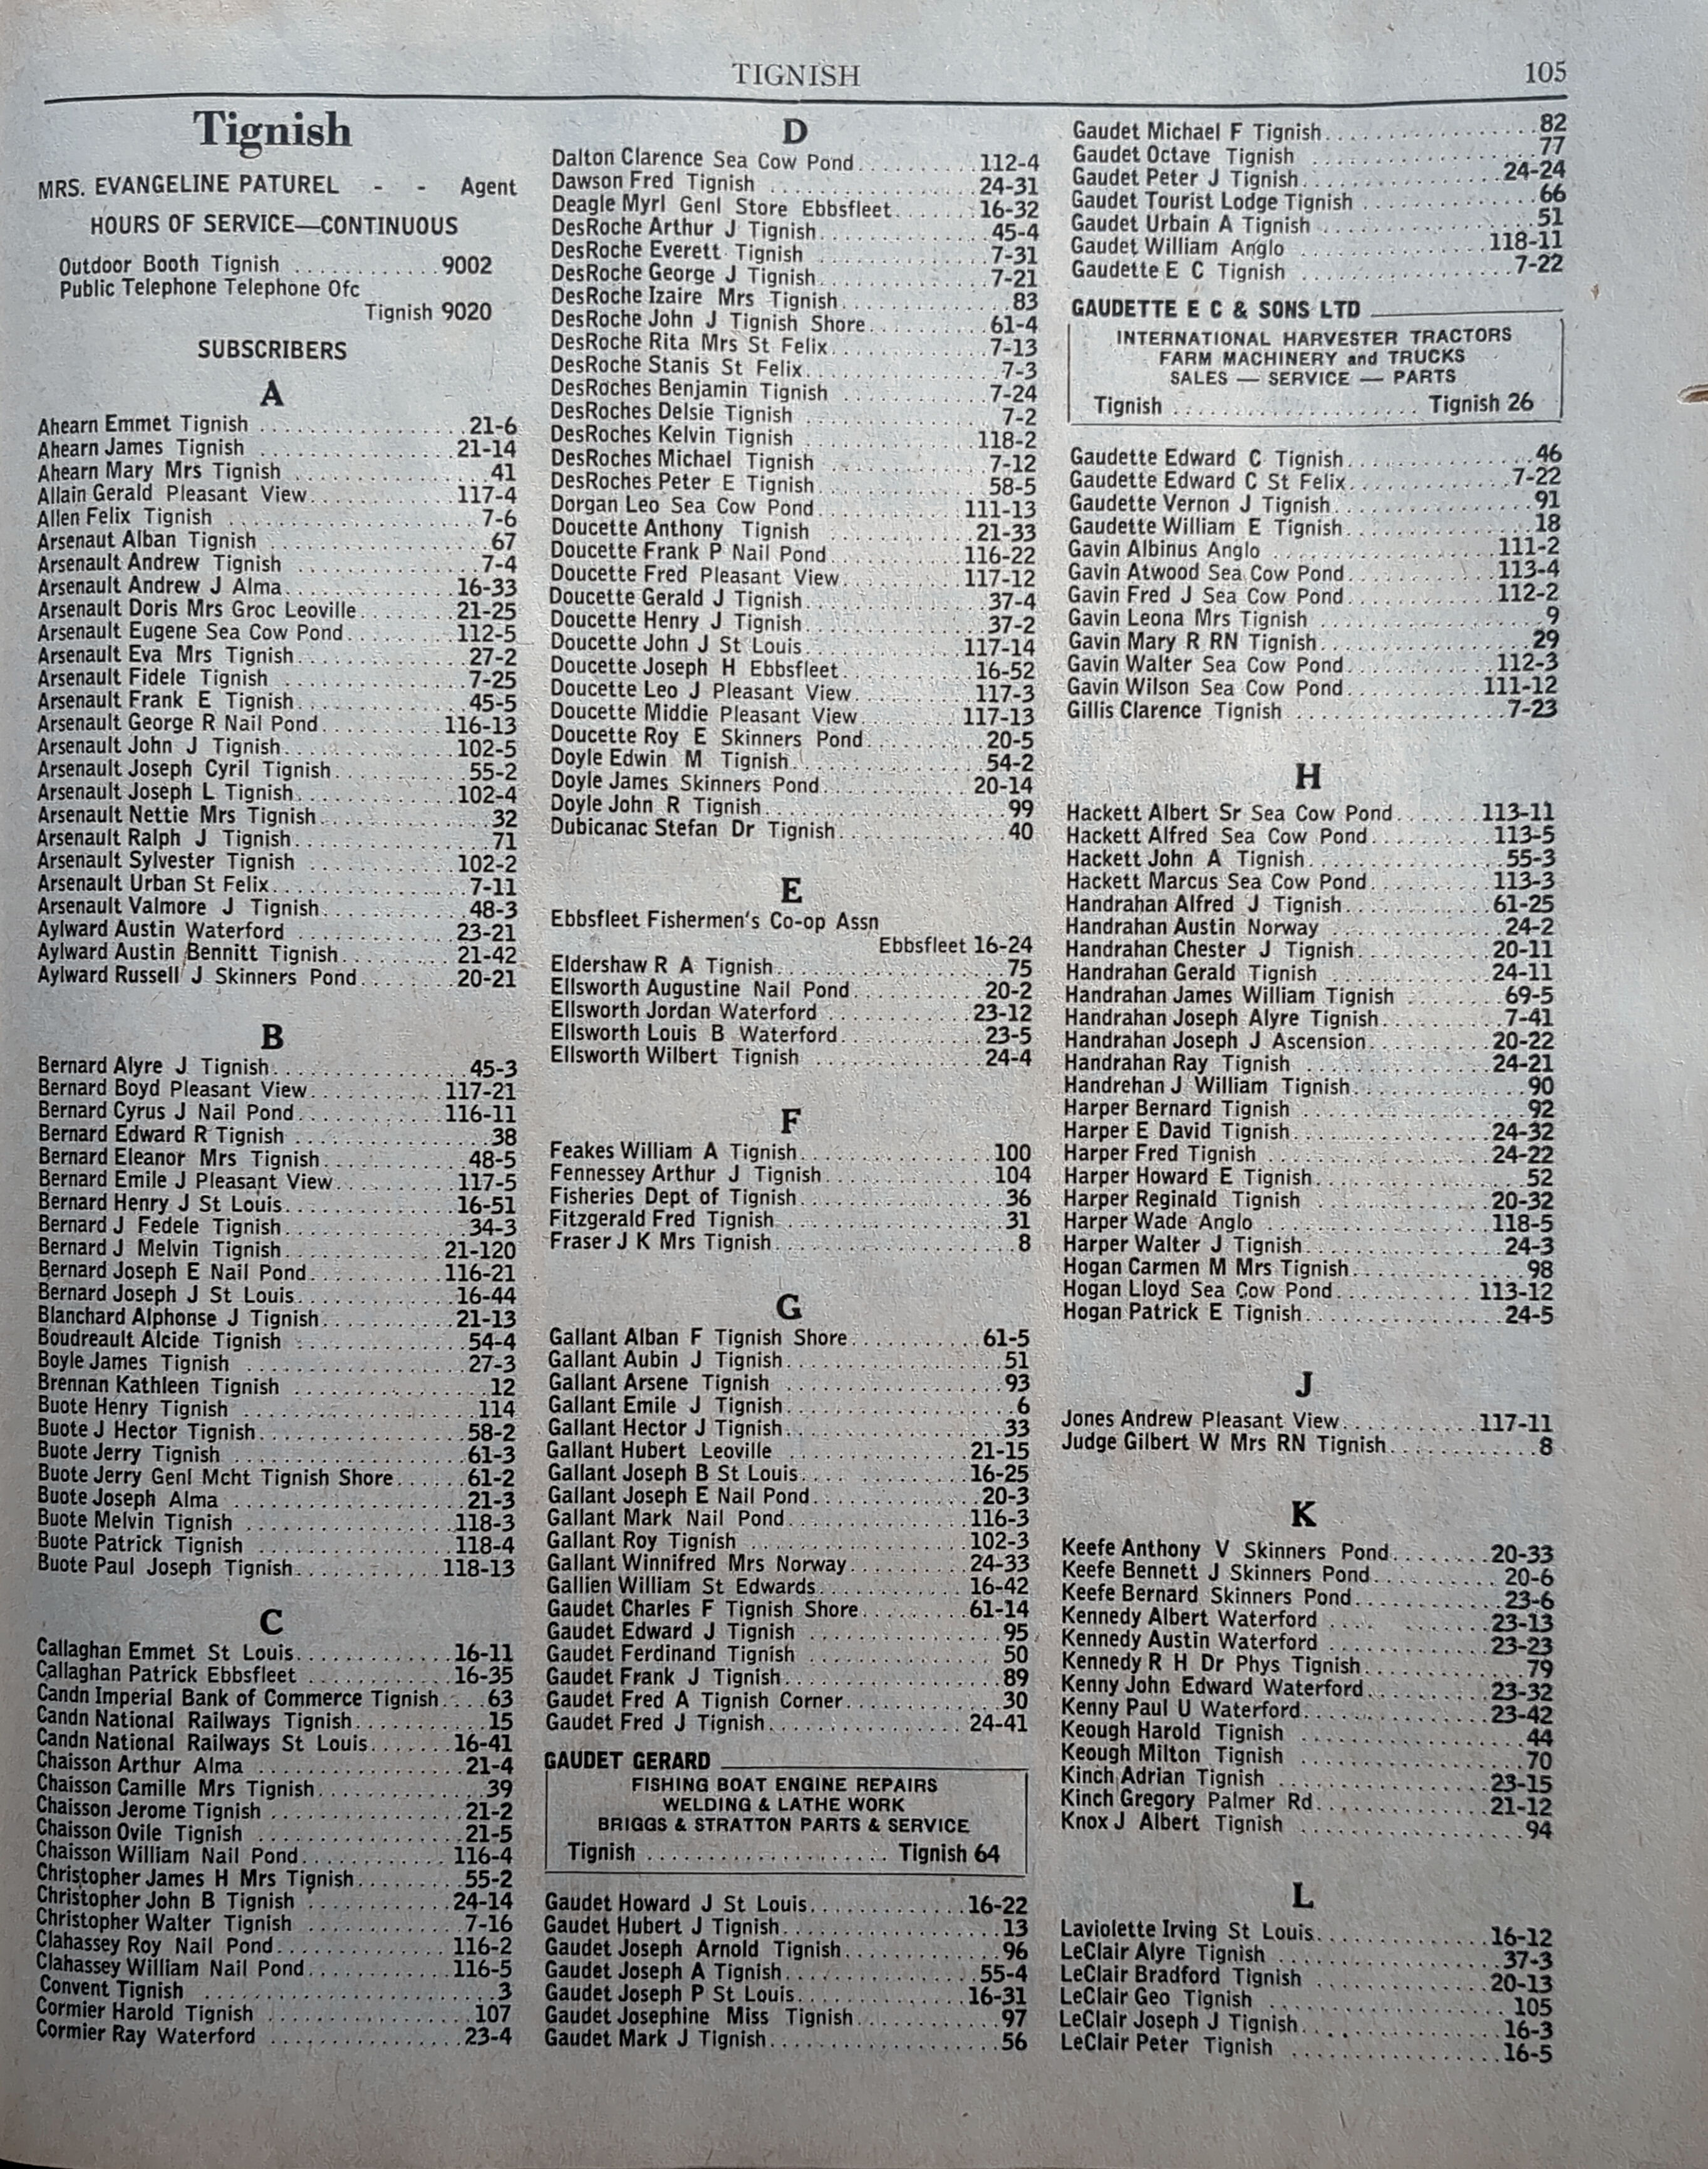 TIGNISH
105
Tignish
MRS. EVANGELINE PATUREL - - Agent
HOURS OF SERVICE—CONTINUOUS
Outdoor Booth Tignish ............ 9002
Public Telephone Telephone Ofc
Tignish 9020
SUBSCRIBERS
A
Ahearn Emmet Tignish ................ 21-6
Ahearn James Tignish ............... 21-14
Ahearn Mary Mrs Tignish ............. 41
Allain Gerald Pleasant View........... 117-4
Allen Felix Tignish .................. 7-6
Arsenaut Alban Tignish .............. 67
Arsenault Andrew Tignish ............ 7-4
Arsenault Andrew J Alma............. 16-33
Arsenault Doris Mrs Groc Leoville....... 21-25
Arsenault Eugene Sea Cow Pond....... 112-5
Arsenault Eva Mrs Tignish............ 27-2
Arsenault Fidele Tignish ............. 7-25
Arsenault Frank E Tignish............ 45-5
Arsenault George R Nail Pond......... 116-13
Arsenault John J Tignish............. 102-5
Arsenault Joseph Cyril Tignish......... 55-2
Arsenault Joseph L Tignish............ 102-4
Arsenault Nettie Mrs Tignish.......... 32
Arsenault Ralph J Tignish............ 71
Arsenault Sylvester Tignish ........... 102-2
Arsenault Urban St Felix............. 7-11
Arsenault Valmore J Tignish.......... 48-3
Aylward Austin Waterford ............ 23-21
Aylward Austin Bennitt Tignish........ 21-42
Aylward Russell J Skinners Pond....... 20-21
B
Bernard Alyre J Tignish.............. 45-3
Bernard Boyd Pleasant View.......... 117-21
Bernard Cyrus J Nail Pond........... 116-11
Bernard Edward R Tignish ............ 38
Bernard Eleanor Mrs Tignish.......... 48-5
Bernard Emile J Pleasant View........ 117-5
Bernard Henry J St Louis............ 16-51
Bernard J Fedele Tignish............. 34-3
Bernard J Melvin Tignish............. 21-120
Bernard Joseph E Nail Pond.......... 116-21
Bernard Joseph J St Louis........... 16-44
Blanchard Alphonse J Tignish......... 21-13
Boudreault Alcide Tignish ............ 54-4
Boyle James Tignish ................ 27-3
Brennan Kathleen Tignish ............ 12
Buote Henry Tignish ................ 114
Buote J Hector Tignish.............. 58-2
Buote Jerry Tignish ................. 61-3
Buote Jerry Genl Mcht Tignish Shore...... 61-2
Buote Joseph Alma ................. 21-3
Buote Melvin Tignish ................ 118-3
Buote Patrick Tignish ............... 118-4
Buote Paul Joseph Tignish........... 118-13
C
Callaghan Emmet St Louis............ 16-11
Callaghan Patrick Ebbsfleet ........... 16-35
Candn Imperial Bank of Commerce Tignish.... 63
Candn National Railways Tignish........ 15
Candn National Railways St Louis....... 16-41
Chaisson Arthur Alma ............... 21-4
Chaisson Camille Mrs Tignish.......... 39
Chaisson Jerome Tignish ............. 21-2
Chaisson Ovile Tignish .............. 21-5
Chaisson William Nail Pond........... 116-4
Christopher James H Mrs Tignish....... 55-2
Christopher John B Tignish ........... 24-14
Christopher Walter Tignish ........... 7-16
Clahassey Roy Nail Pond............. 116-2
Clahassey William Nail Pond.......... 116-5
Convent Tignish ................... 3
Cormier Harold Tignish .............. 107
Cormier Ray Waterford .............. 23-4
D
Dalton Clarence Sea Cow Pond........ 112-4
Dawson Fred Tignish ............... 24-31
Deagle Myrl Genl Store Ebbsfleet....... 16-32
DesRoche Arthur J Tignish........... 45-4
DesRoche Everett Tignish ............ 7-31
DesRoche George J Tignish........... 7-21
DesRoche Izaire Mrs Tignish.......... 83
DesRoche John J Tignish Shore........ 61-4
DesRoche Rita Mrs St Felix.......... 7-13
DesRoche Stanis St Felix............. 7-3
DesRoches Benjamin Tignish .......... 7-24
DesRoches Delsie Tignish ............ 7-2
DesRoches Kelvin Tignish ............ 118-2
DesRoches Michael Tignish ........... 7-12
DesRoches Peter E Tignish........... 58-5
Dorgan Leo Sea Cow Pond........... 111-13
Doucette Anthony Tignish ........... 21-33
Doucette Frank P Nail Pond.......... 116-22
Doucette Fred Pleasant View.......... 117-12
Doucette Gerald J Tignish............ 37-4
Doucette Henry J Tignish............ 37-2
Doucette John J St Louis............ 117-14
Doucette Joseph H Ebbsfleet.......... 16-52
Doucette Leo J Pleasant View......... 117-3
Doucette Middie Pleasant View........ 117-13
Doucette Roy E Skinners Pond........ 20-5
Doyle Edwin M Tignish.............. 54-2
Doyle James Skinners Pond........... 20-14
Doyle John R Tignish............... 99
Dubicanac Stefan Dr Tignish.......... 40
E
Ebbsfleet Fishermen's Co-op Assn
Ebbsfleet 16-24
Eldershaw R A Tignish.............. 75
Ellsworth Augustine Nail Pond......... 20-2
Ellsworth Jordan Waterford ........... 23-12
Ellsworth Louis B Waterford.......... 23-5
Ellsworth Wilbert Tignish ............ 24-4
F
Feakes William A Tignish............ 100
Fennessey Arthur J Tignish........... 104
Fisheries Dept of Tignish............. 36
Fitzgerald Fred Tignish.............. 31
Fraser J K Mrs Tignish.............. 8
G
Gallant Alban F Tignish Shore......... 61-5
Gallant Aubin J Tignish.............. 51
Gallant Arsene Tignish .............. 93
Gallant Emile J Tignish.............. 6
Gallant Hector J Tignish............. 33
Gallant Hubert Leoville .............. 21-15
Gallant Joseph B St Louis............ 16-25
Gallant Joseph E Nail Pond........... 20-3
Gallant Mark Nail Pond.............. 116-3
Gallant Roy Tignish ................ 102-3
Gallant Winnifred Mrs Norway......... 24-33
Gallien William St Edwards........... 16-42
Gaudet Charles F Tignish Shore........ 61-14
Gaudet Edward J Tignish ............ 95
Gaudet Ferdinand Tignish ............ 50
Gaudet Frank J Tignish.............. 89
Gaudet Fred A Tignish Corner......... 30
Gaudet Fred J Tignish............... 24-41
GAUDET GERARD
FISHING BOAT ENGINE REPAIRS
WELDING & LATHE WORK
BRIGGS & STRATTON PARTS & SERVICE
Tignish ...................... Tignish 64
Gaudet Howard J St Louis............ 16-22
Gaudet Hubert J Tignish............. 13
Gaudet Joseph Arnold Tignish......... 96
Gaudet Joseph A Tignish............. 55-4
Gaudet Joseph P St Louis............ 16-31
Gaudet Josephine Miss Tignish........ 97
Gaudet Mark J Tignish............... 56
Gaudet Michael F Tignish............ 82
Gaudet Octave Tignish .............. 77
Gaudet Peter J Tignish.............. 24-24
Gaudet Tourist Lodge Tignish ......... 66
Gaudet Urbain A Tignish ............ 51
Gaudet William Anglo ............... 118-11
Gaudette E C Tignish ............... 7-22
GAUDETTE E C & SONS LTD
INTERNATIONAL HARVESTER TRACTORS
FARM MACHINERY and TRUCKS
SALES — SERVICE — PARTS
Tignish ...................... Tignish 26
Gaudette Edward C Tignish........... 46
Gaudette Edward C St Felix.......... 7-22
Gaudette Vernon J Tignish........... 91
Gaudette William E Tignish........... 18
Gavin Albinus Anglo ................ 111-2
Gavin Atwood Sea Cow Pond.......... 113-4
Gavin Fred J Sea Cow Pond.......... 112-2
Gavin Leona Mrs Tignish ............ 9
Gavin Mary R RN Tignish............ 29
Gavin Walter Sea Cow Pond.......... 112-3
Gavin Wilson Sea Cow Pond.......... 111-12
Gillis Clarence Tignish ............... 7-23
H
Hackett Albert Sr Sea Cow Pond....... 113-11
Hackett Alfred Sea Cow Pond......... 113-5
Hackett John A Tignish.............. 55-3
Hackett Marcus Sea Cow Pond........ 113-3
Handrahan Alfred J Tignish........... 61-25
Handrahan Austin Norway ............ 24-2
Handrahan Chester J Tignish.......... 20-11
Handrahan Gerald Tignish ............ 24-11
Handrahan James William Tignish ...... 69-5
Handrahan Joseph Alyre Tignish........ 7-41
Handrahan Joseph J Ascension......... 20-22
Handrahan Ray Tignish .............. 24-21
Handrehan J William Tignish.......... 90
Harper Bernard Tignish .............. 92
Harper E David Tignish.............. 24-32
Harper Fred Tignish ................ 24-22
Harper Howard E Tignish............. 52
Harper Reginald Tignish ............. 20-32
Harper Wade Anglo ................. 118-5
Harper Walter J Tignish............. 24-3
Hogan Carmen M Mrs Tignish......... 98
Hogan Lloyd Sea Cow Pond........... 113-12
Hogan Patrick E Tignish............. 24-5
J
Jones Andrew Pleasant View.......... 117-11
Judge Gilbert W Mrs RN Tignish....... 8
K
Keefe Anthony V Skinners Pond........ 20-33
Keefe Bennett J Skinners Pond......... 20-6
Keefe Bernard Skinners Pond.......... 23-6
Kennedy Albert Waterford ............ 23-13
Kennedy Austin Waterford ............ 23-23
Kennedy R H Dr Phys Tignish......... 79
Kenny John Edward Waterford......... 23-32
Kenny Paul U Waterford............. 23-42
Keough Harold Tignish .............. 44
Keough Milton Tignish .............. 70
Kinch Adrian Tignish ............... 23-15
Kinch Gregory Palmer Rd............ 21-12
Knox J Albert Tignish ............... 94
L
Laviolette Irving St Louis............. 16-12
LeClair Alyre Tignish ............... 37-3
LeClair Bradford Tignish ............. 20-13
LeClair Geo Tignish ................ 105
LeClair Joseph J Tignish............. 16-3
LeClair Peter Tignish ............... 16-5